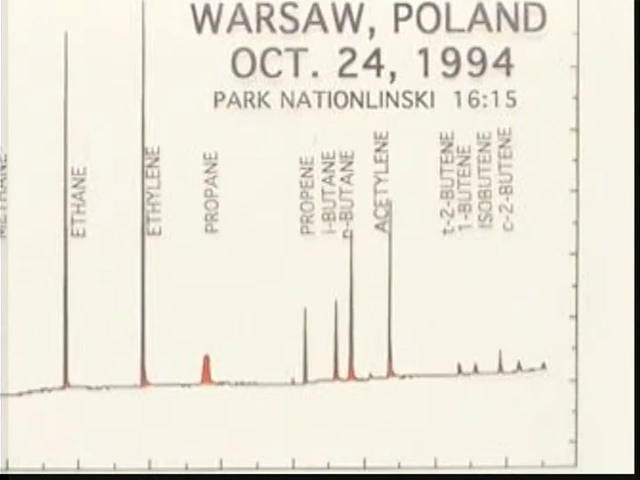 WARSAW, POLAND
OCT. 24, 1994
PARK NATIONLINSKI 16:15
METHANE
ETHANE
ETHYLENE
PROPANE
PROPENE
i-BUTANE
n-BUTANE
ACETYLENE
t-2-BUTENE
1-BUTENE
ISOBUTENE
c-2-BUTENE